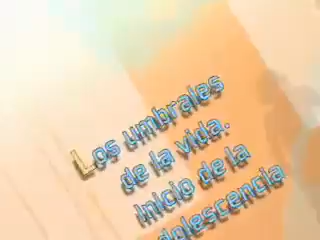 Los umbrales
de la vida.
Inicio de la
adolescencia